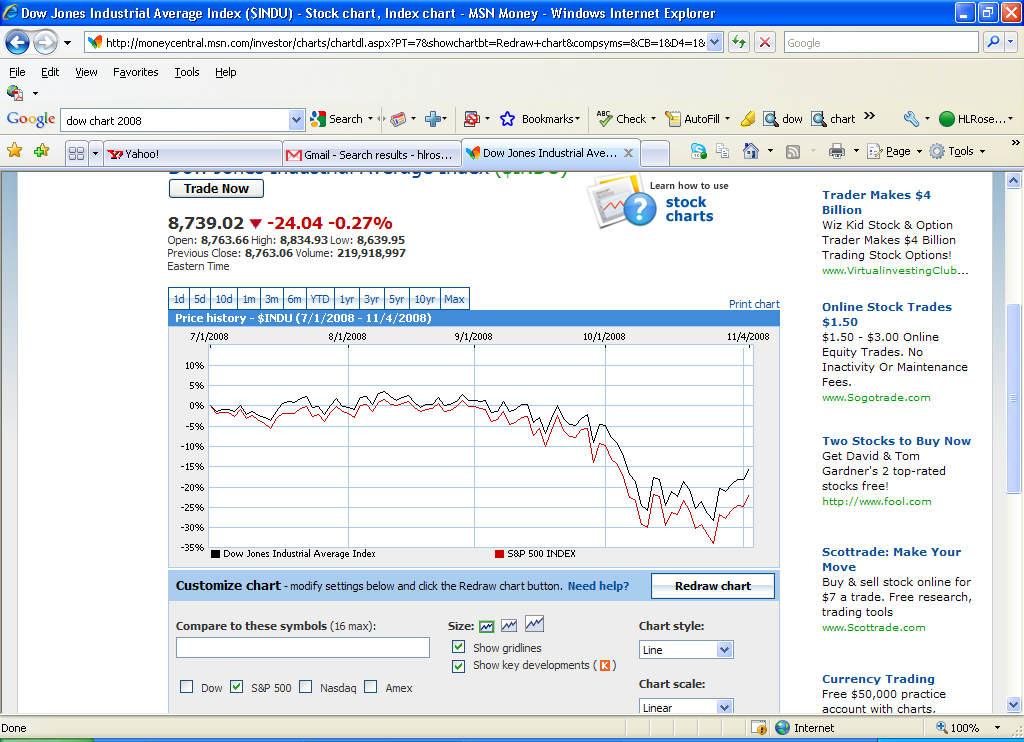 Dow Jones Industrial Average Index ($INDU) - Stock chart, Index chart - MSN Money - Windows Internet Explorer
http://moneycentral.msn.com/investor/charts/chartdl.aspx?PT=7&showchartbt=Redraw+chart&compsyms=&CB=1&D4=1&
Google
File Edit View Favorites Tools Help
Google dow chart 2008 Search Bookmarks ABC Check AutoFill dow chart » HLRose...
Yahoo! Gmail - Search results - hlros... Dow Jones Industrial Ave... Page Tools »
Dow Jones Industrial Average Index ($INDU)
Trade Now
8,739.02 -24.04 -0.27%
Open: 8,763.66 High: 8,834.93 Low: 8,639.95
Previous Close: 8,763.06 Volume: 219,918,997
Eastern Time
Learn how to use
stock
charts
1d 5d 10d 1m 3m 6m YTD 1yr 3yr 5yr 10yr Max
Print chart
Price history - $INDU (7/1/2008 - 11/4/2008)
7/1/2008 8/1/2008 9/1/2008 10/1/2008 11/4/2008
10%
5%
0%
-5%
-10%
-15%
-20%
-25%
-30%
-35%
Dow Jones Industrial Average Index S&P 500 INDEX
Customize chart - modify settings below and click the Redraw chart button. Need help? Redraw chart
Compare to these symbols (16 max):
Dow S&P 500 Nasdaq Amex
Size:
Show gridlines
Show key developments ( K )
Chart style:
Line
Chart scale:
Linear
Trader Makes $4
Billion
Wiz Kid Stock & Option
Trader Makes $4 Billion
Trading Stock Options!
www.VirtualinvestingClub...
Online Stock Trades
$1.50
$1.50 - $3.00 Online
Equity Trades. No
Inactivity Or Maintenance
Fees.
www.Sogotrade.com
Two Stocks to Buy Now
Get David & Tom
Gardner's 2 top-rated
stocks free!
http://www.fool.com
Scottrade: Make Your
Move
Buy & sell stock online for
$7 a trade. Free research,
trading tools
www.Scottrade.com
Currency Trading
Free $50,000 practice
account with charts.
Done Internet 100%